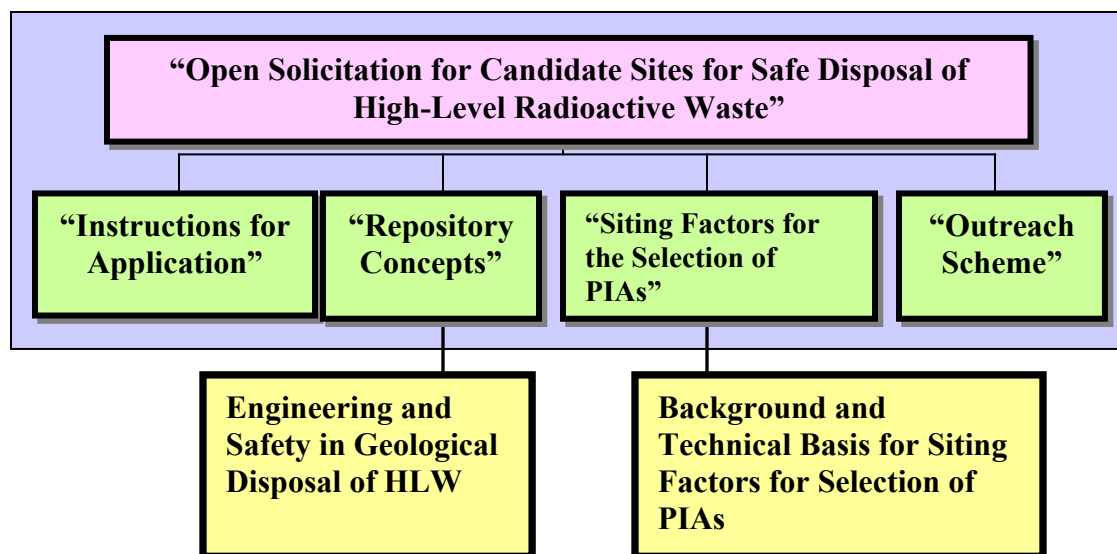 “Open Solicitation for Candidate Sites for Safe Disposal of
High-Level Radioactive Waste”
“Instructions for
Application”
“Repository
Concepts”
“Siting Factors for
the Selection of
PIAs”
“Outreach
Scheme”
Engineering and
Safety in Geological
Disposal of HLW
Background and
Technical Basis for Siting
Factors for Selection of
PIAs